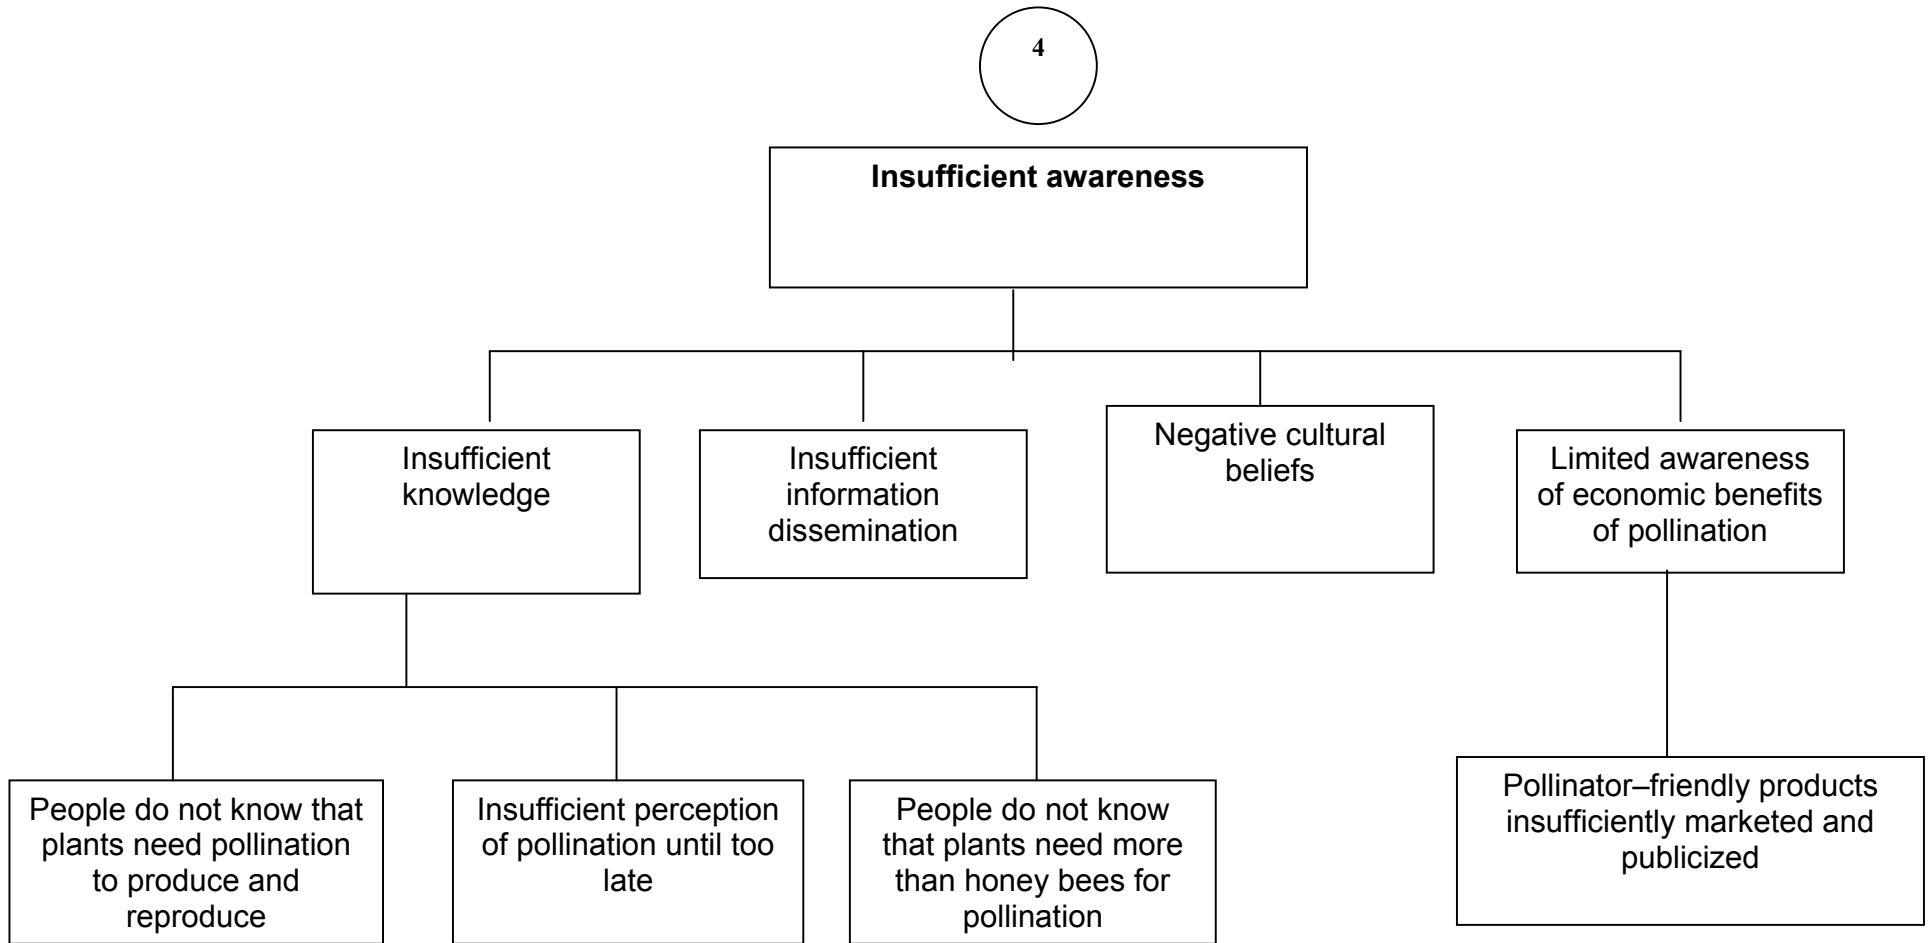 4
Insufficient awareness
Insufficient
knowledge
Insufficient
information
dissemination
Negative cultural
beliefs
Limited awareness
of economic benefits
of pollination
People do not know that
plants need pollination
to produce and
reproduce
Insufficient perception
of pollination until too
late
People do not know
that plants need more
than honey bees for
pollination
Pollinator–friendly products
insufficiently marketed and
publicized